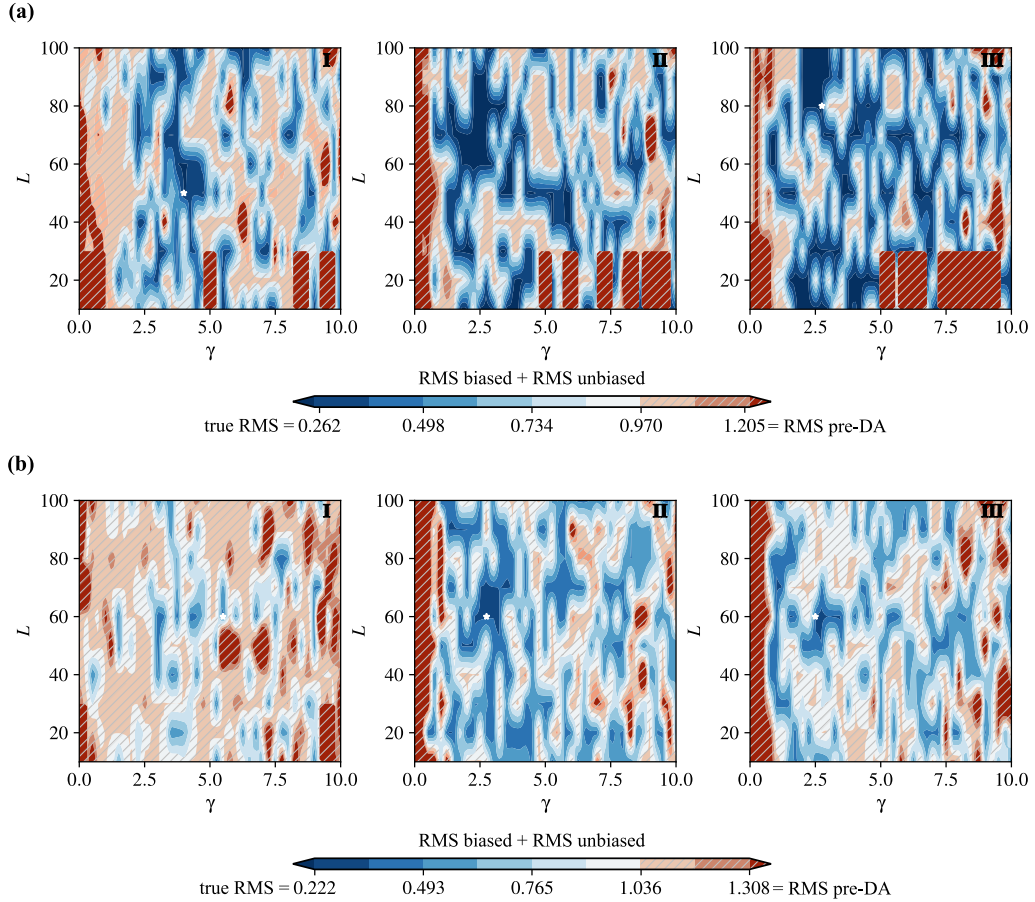 (a)
I
II
III
100
80
60
40
20
L
0.0 2.5 5.0 7.5 10.0
γ
100
80
60
40
20
L
0.0 2.5 5.0 7.5 10.0
γ
100
80
60
40
20
L
0.0 2.5 5.0 7.5 10.0
γ
RMS biased + RMS unbiased
true RMS = 0.262 0.498 0.734 0.970 1.205 = RMS pre-DA
(b)
I
II
III
100
80
60
40
20
L
0.0 2.5 5.0 7.5 10.0
γ
100
80
60
40
20
L
0.0 2.5 5.0 7.5 10.0
γ
100
80
60
40
20
L
0.0 2.5 5.0 7.5 10.0
γ
RMS biased + RMS unbiased
true RMS = 0.222 0.493 0.765 1.036 1.308 = RMS pre-DA